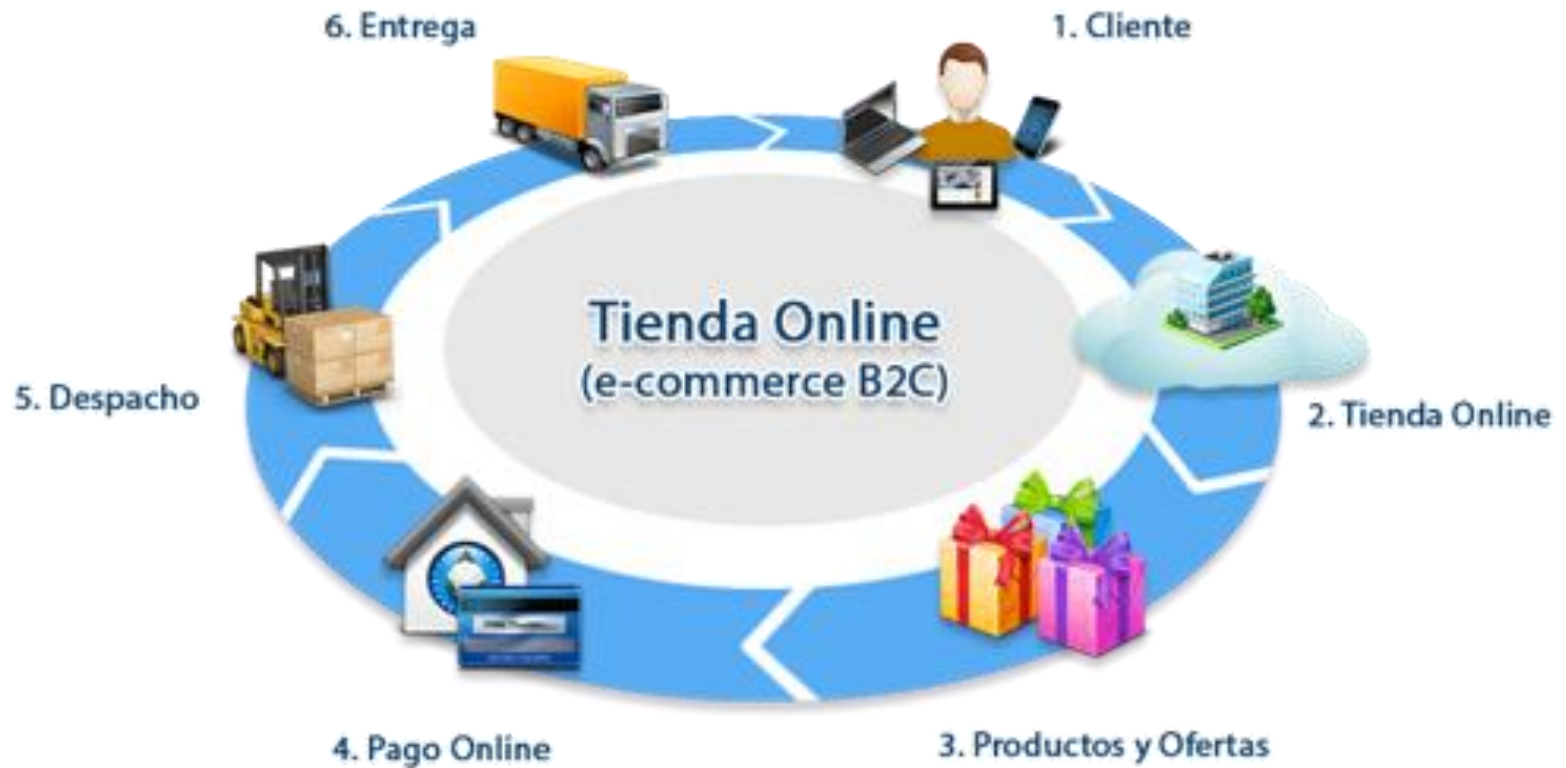 6. Entrega
1. Cliente
Tienda Online
(e-commerce B2C)
5. Despacho
2. Tienda Online
4. Pago Online
3. Productos y Ofertas